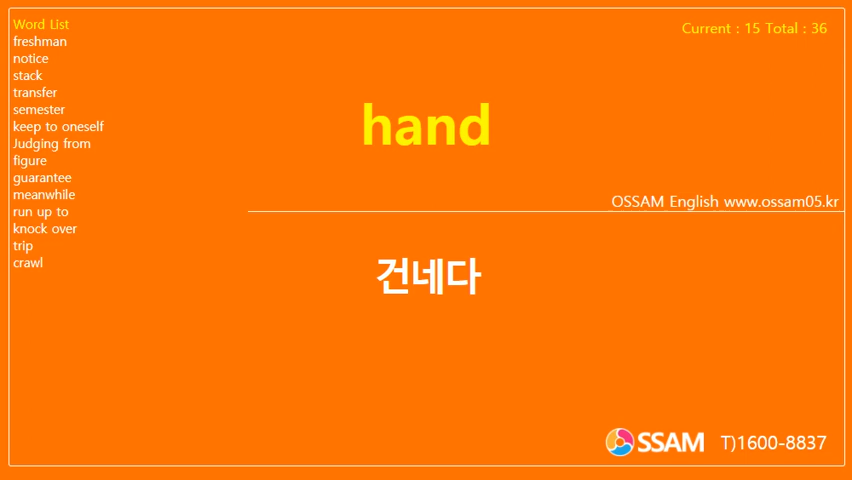 Word List
freshman
notice
stack
transfer
semester
keep to oneself
Judging from
figure
guarantee
meanwhile
run up to
knock over
trip
crawl
Current : 15 Total : 36
hand
OSSAM English www.ossam05.kr
건네다
OSSAM T)1600-8837